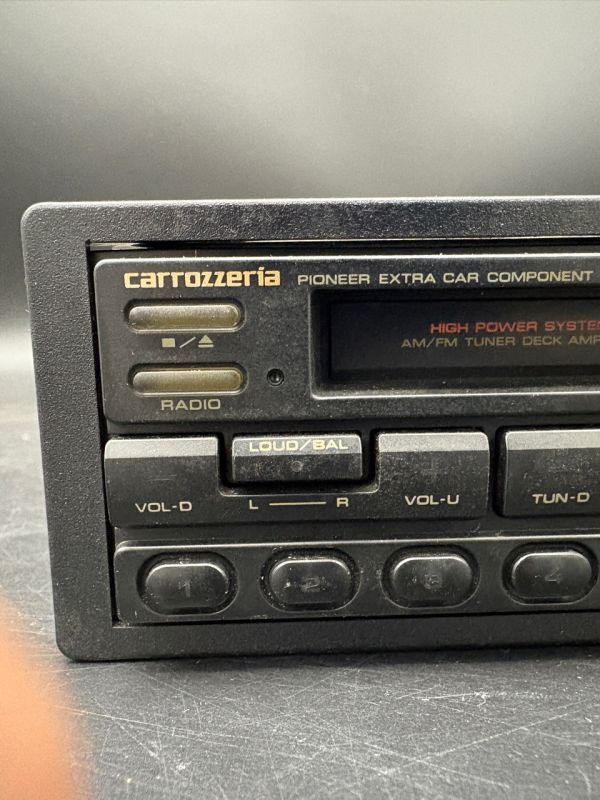 carrozzeria PIONEER EXTRA CAR COMPONENT
HIGH POWER SYSTEM
AM/FM TUNER DECK AMP
■/⏏
RADIO
LOUD/BAL
VOL-D
L — R
VOL-U
TUN-D
1 2 3 4